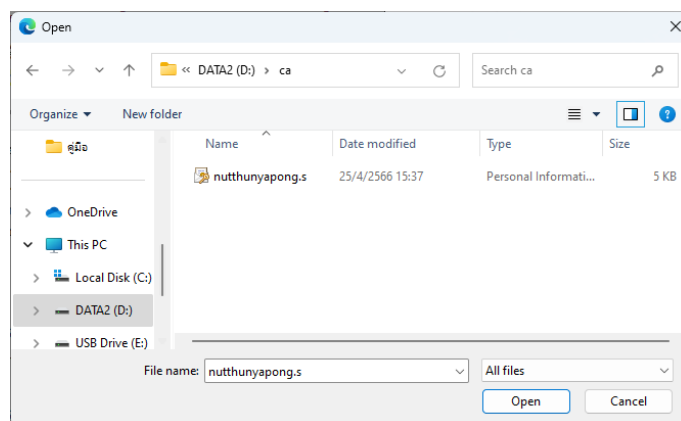 Open
« DATA2 (D:) › ca
Search ca
Organize
New folder
Name
Date modified
Type
Size
คู่มือ
nutthunyapong.s
25/4/2566 15:37
Personal Informati...
5 KB
OneDrive
This PC
Local Disk (C:)
DATA2 (D:)
USB Drive (E:)
File name:
nutthunyapong.s
All files
Open
Cancel